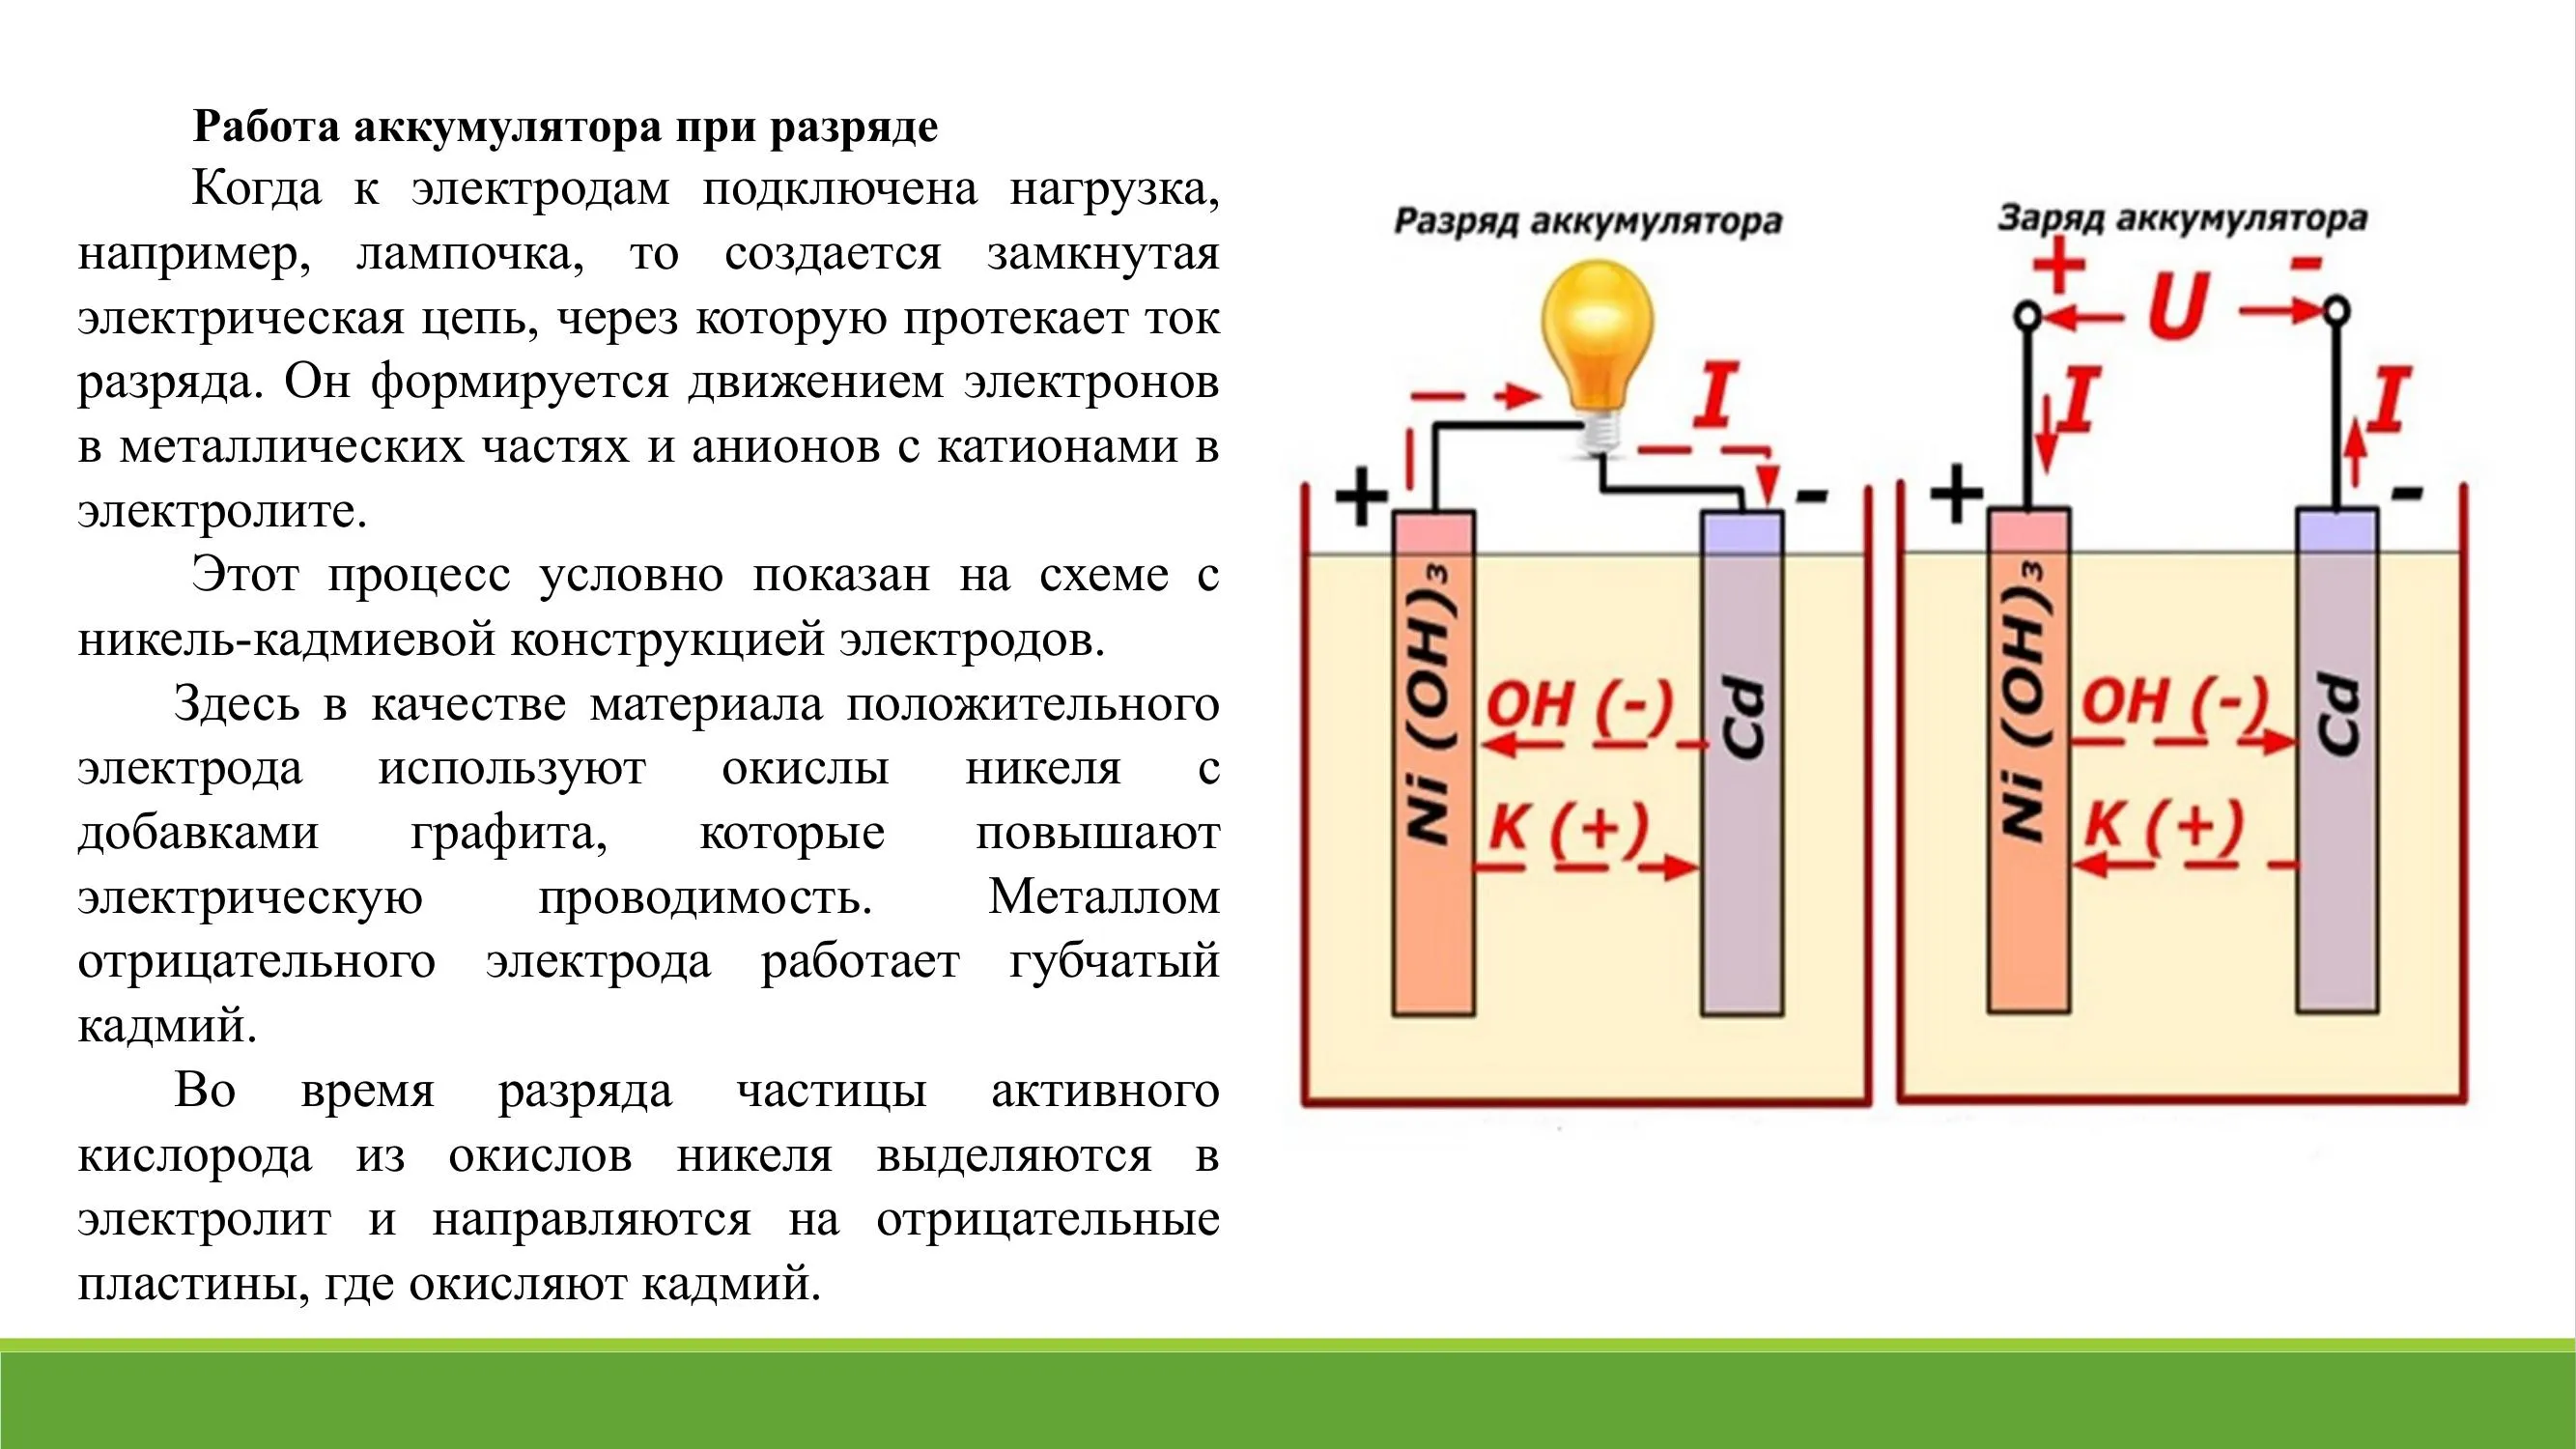 Работа аккумулятора при разряде
Когда к электродам подключена нагрузка,
например, лампочка, то создается замкнутая
электрическая цепь, через которую протекает ток
разряда. Он формируется движением электронов
в металлических частях и анионов с катионами в
электролите.
Этот процесс условно показан на схеме с
никель-кадмиевой конструкцией электродов.
Здесь в качестве материала положительного
электрода используют окислы никеля с
добавками графита, которые повышают
электрическую проводимость. Металлом
отрицательного электрода работает губчатый
кадмий.
Во время разряда частицы активного
кислорода из окислов никеля выделяются в
электролит и направляются на отрицательные
пластины, где окисляют кадмий.
Разряд аккумулятора
I
+ -
Ni (OH)₃
OH (-)
K (+)
Cd
Заряд аккумулятора
+ U -
I I
+ -
Ni (OH)₃
OH (-)
K (+)
Cd